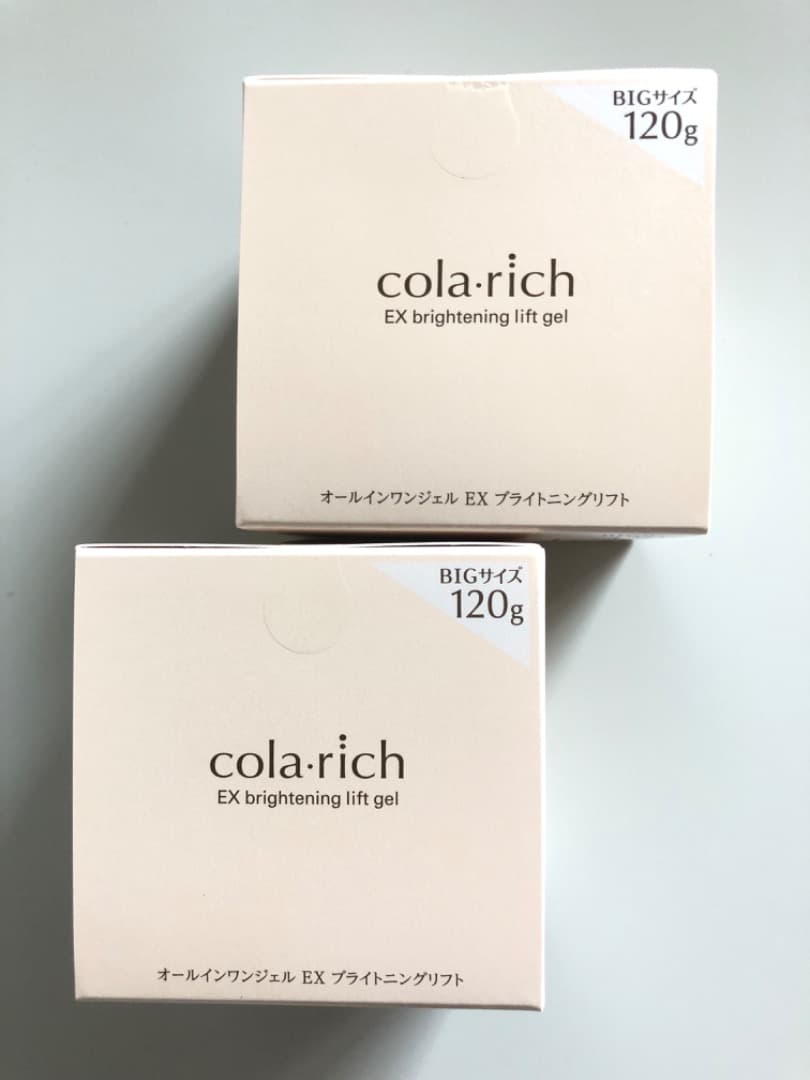 BIGサイズ
120g
cola·rich
EX brightening lift gel
オールインワンジェル EX ブライトニングリフト
BIGサイズ
120g
cola·rich
EX brightening lift gel
オールインワンジェル EX ブライトニングリフト